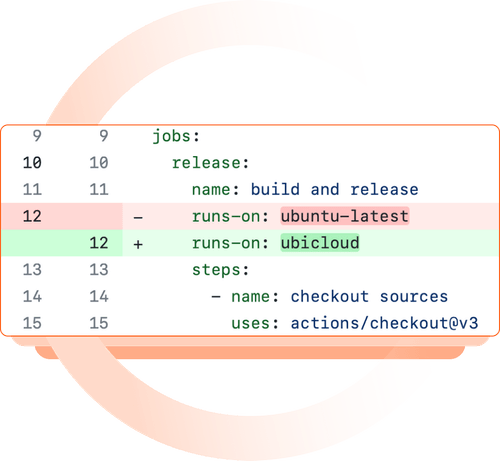 9 9 jobs:
10 10 release:
11 11 name: build and release
12 - runs-on: ubuntu-latest
12 + runs-on: ubicloud
13 13 steps:
14 14 - name: checkout sources
15 15 uses: actions/checkout@v3